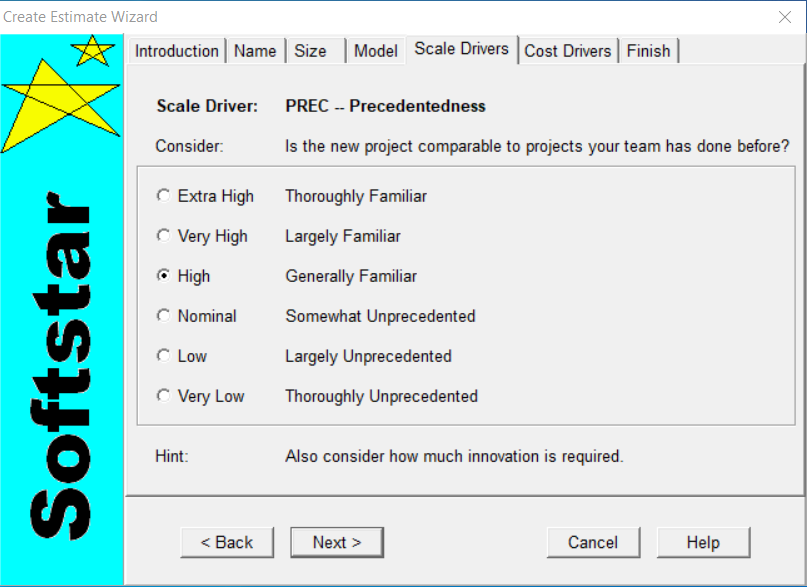 Create Estimate Wizard
Introduction Name Size Model Scale Drivers Cost Drivers Finish
Softstar
Scale Driver: PREC -- Precedentedness
Consider: Is the new project comparable to projects your team has done before?
Extra High Thoroughly Familiar
Very High Largely Familiar
High Generally Familiar
Nominal Somewhat Unprecedented
Low Largely Unprecedented
Very Low Thoroughly Unprecedented
Hint: Also consider how much innovation is required.
< Back Next > Cancel Help